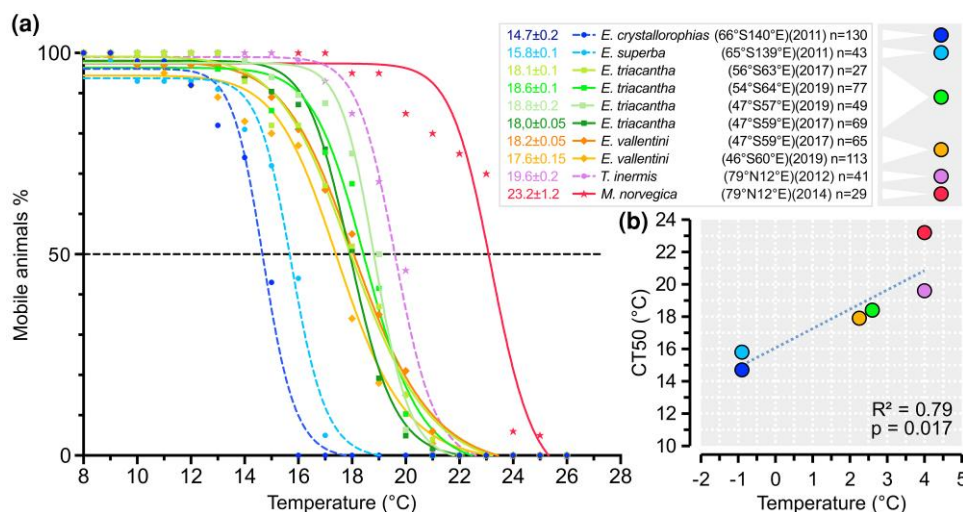 (a)
14.7±0.2 E. crystallorophias (66°S140°E)(2011) n=130
15.8±0.1 E. superba (65°S139°E)(2011) n=43
18.1±0.1 E. triacantha (56°S63°E)(2017) n=27
18.6±0.1 E. triacantha (54°S64°E)(2019) n=77
18.8±0.2 E. triacantha (47°S57°E)(2019) n=49
18,0±0.05 E. triacantha (47°S59°E)(2017) n=69
18.2±0.05 E. vallentini (47°S59°E)(2017) n=65
17.6±0.15 E. vallentini (46°S60°E)(2019) n=113
19.6±0.2 T. inermis (79°N12°E)(2012) n=41
23.2±1.2 M. norvegica (79°N12°E)(2014) n=29
Mobile animals %
100
50
0
8 10 12 14 16 18 20 22 24 26 28
Temperature (°C)
(b)
CT50 (°C)
24
22
20
18
16
14
12
10
R² = 0.79
p = 0.017
-2 -1 0 1 2 3 4 5
Temperature (°C)